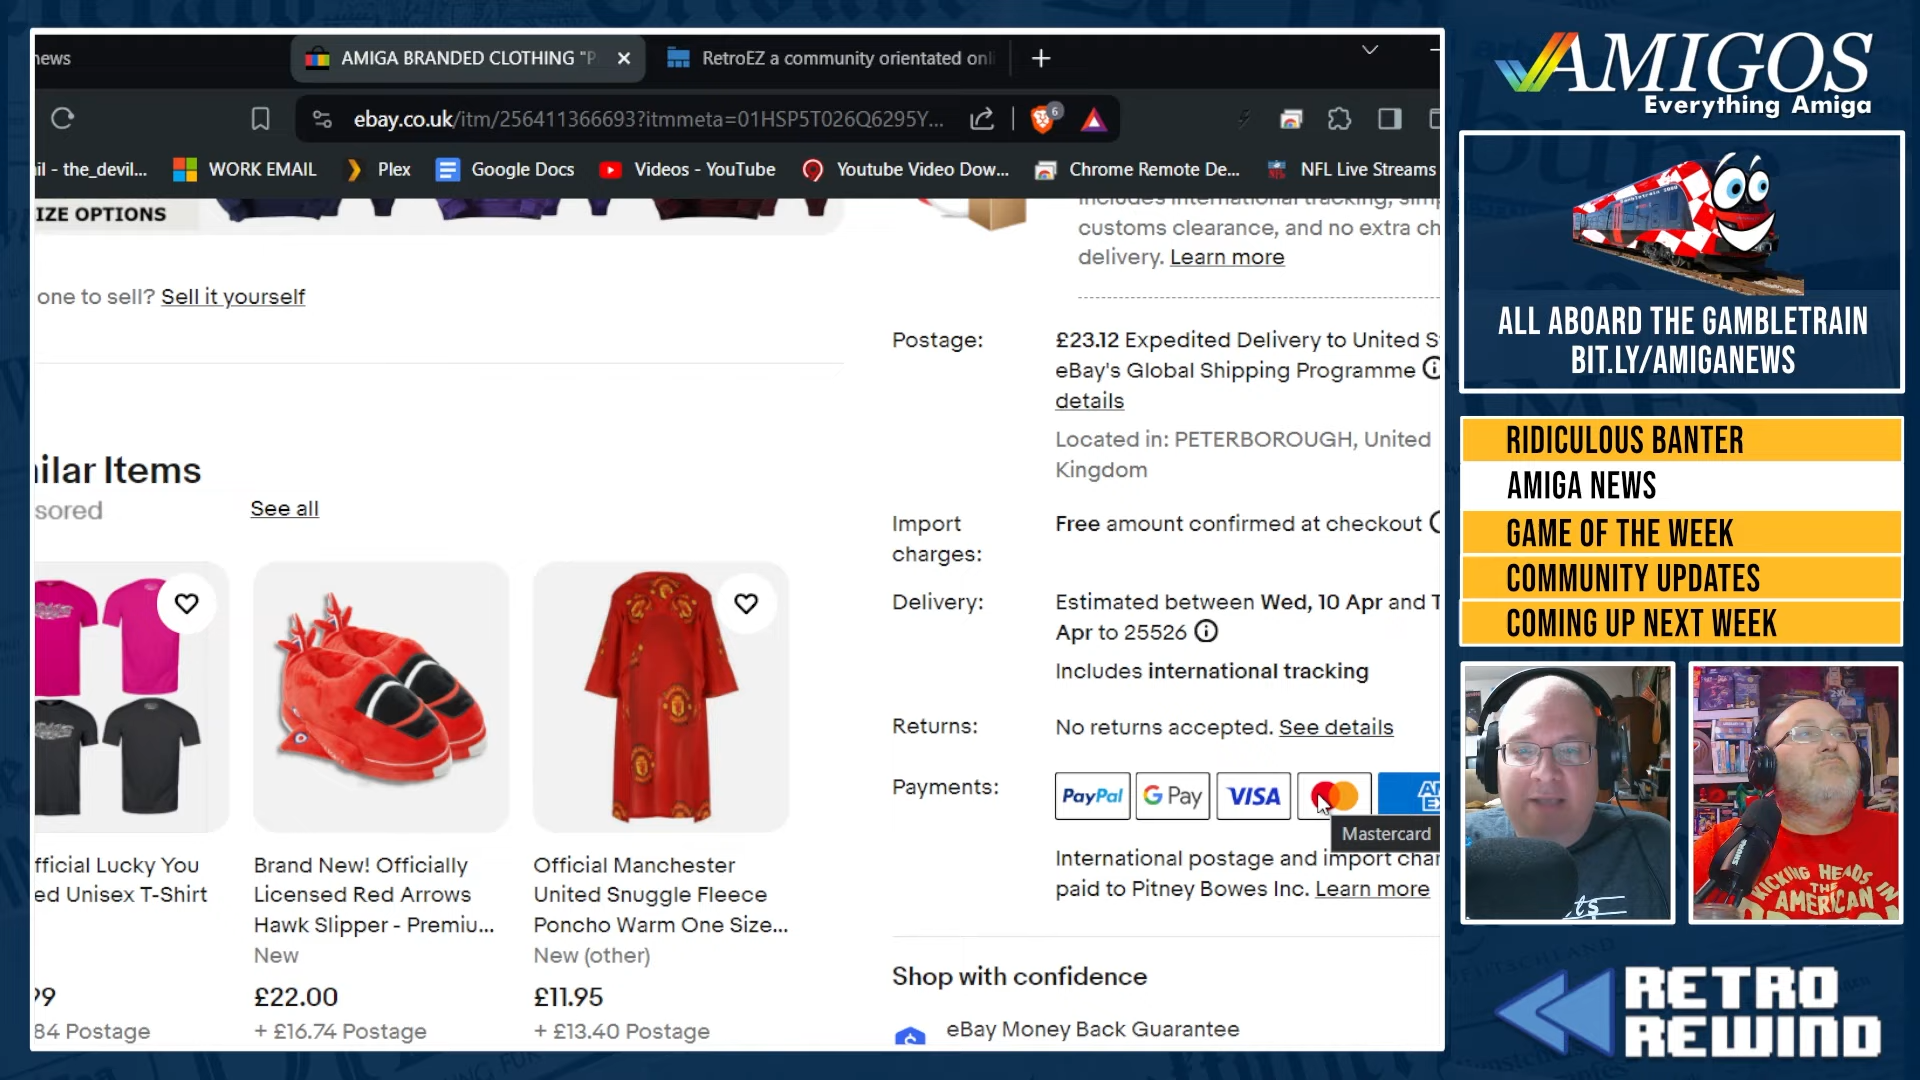 news
AMIGA BRANDED CLOTHING "P
RetroEZ a community orientated onli
ebay.co.uk/itm/256411366693?itmmeta=01HSP5T026Q6295Y...
6
il - the_devil...
WORK EMAIL
Plex
Google Docs
Videos - YouTube
Youtube Video Dow...
Chrome Remote De...
NFL Live Streams
IZE OPTIONS
customs clearance, and no extra ch
delivery. Learn more
one to sell? Sell it yourself
Postage:
£23.12 Expedited Delivery to United S
eBay's Global Shipping Programme
details
Located in: PETERBOROUGH, United
Kingdom
ilar Items
sored
See all
Import
charges:
Free amount confirmed at checkout
Delivery:
Estimated between Wed, 10 Apr and T
Apr to 25526
Includes international tracking
Returns:
No returns accepted. See details
Payments:
PayPal
G Pay
VISA
AM
EX
Mastercard
International postage and import char
paid to Pitney Bowes Inc. Learn more
fficial Lucky You
ed Unisex T-Shirt
99
84 Postage
Brand New! Officially
Licensed Red Arrows
Hawk Slipper - Premiu...
New
£22.00
+ £16.74 Postage
Official Manchester
United Snuggle Fleece
Poncho Warm One Size...
New (other)
£11.95
+ £13.40 Postage
Shop with confidence
eBay Money Back Guarantee
AMIGOS
Everything Amiga
ALL ABOARD THE GAMBLETRAIN
BIT.LY/AMIGANEWS
RIDICULOUS BANTER
AMIGA NEWS
GAME OF THE WEEK
COMMUNITY UPDATES
COMING UP NEXT WEEK
SHURE
KICKING HEADS IN
THE
AMERICAN
RETRO
REWIND